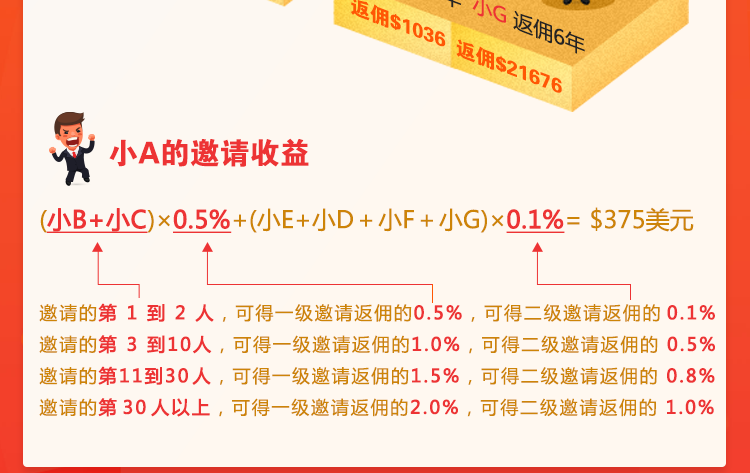 小G 返佣6年
返佣$1036 返佣$21676
小A的邀请收益
(小B+小C)×0.5%+(小E+小D+小F+小G)×0.1%= $375美元
邀请的第 1 到 2 人，可得一级邀请返佣的0.5%，可得二级邀请返佣的 0.1%
邀请的第 3 到10人，可得一级邀请返佣的1.0%，可得二级邀请返佣的 0.5%
邀请的第11到30人，可得一级邀请返佣的1.5%，可得二级邀请返佣的 0.8%
邀请的第30人以上，可得一级邀请返佣的2.0%，可得二级邀请返佣的 1.0%